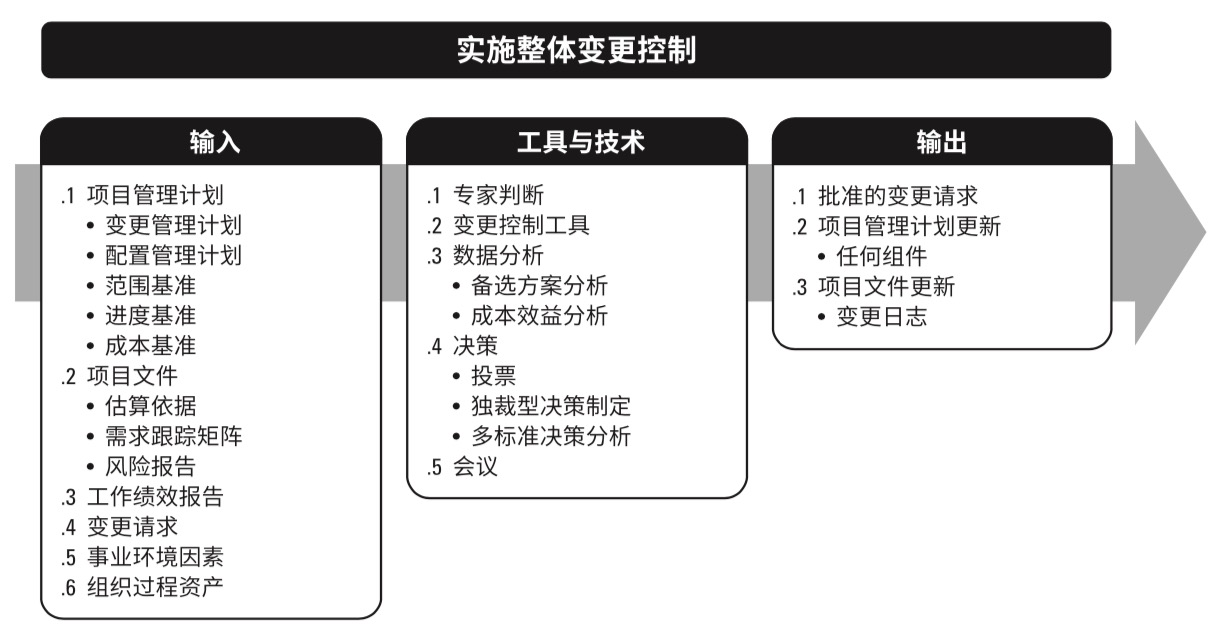 实施整体变更控制
输入
.1 项目管理计划
• 变更管理计划
• 配置管理计划
• 范围基准
• 进度基准
• 成本基准
.2 项目文件
• 估算依据
• 需求跟踪矩阵
• 风险报告
.3 工作绩效报告
.4 变更请求
.5 事业环境因素
.6 组织过程资产
工具与技术
.1 专家判断
.2 变更控制工具
.3 数据分析
• 备选方案分析
• 成本效益分析
.4 决策
• 投票
• 独裁型决策制定
• 多标准决策分析
.5 会议
输出
.1 批准的变更请求
.2 项目管理计划更新
• 任何组件
.3 项目文件更新
• 变更日志